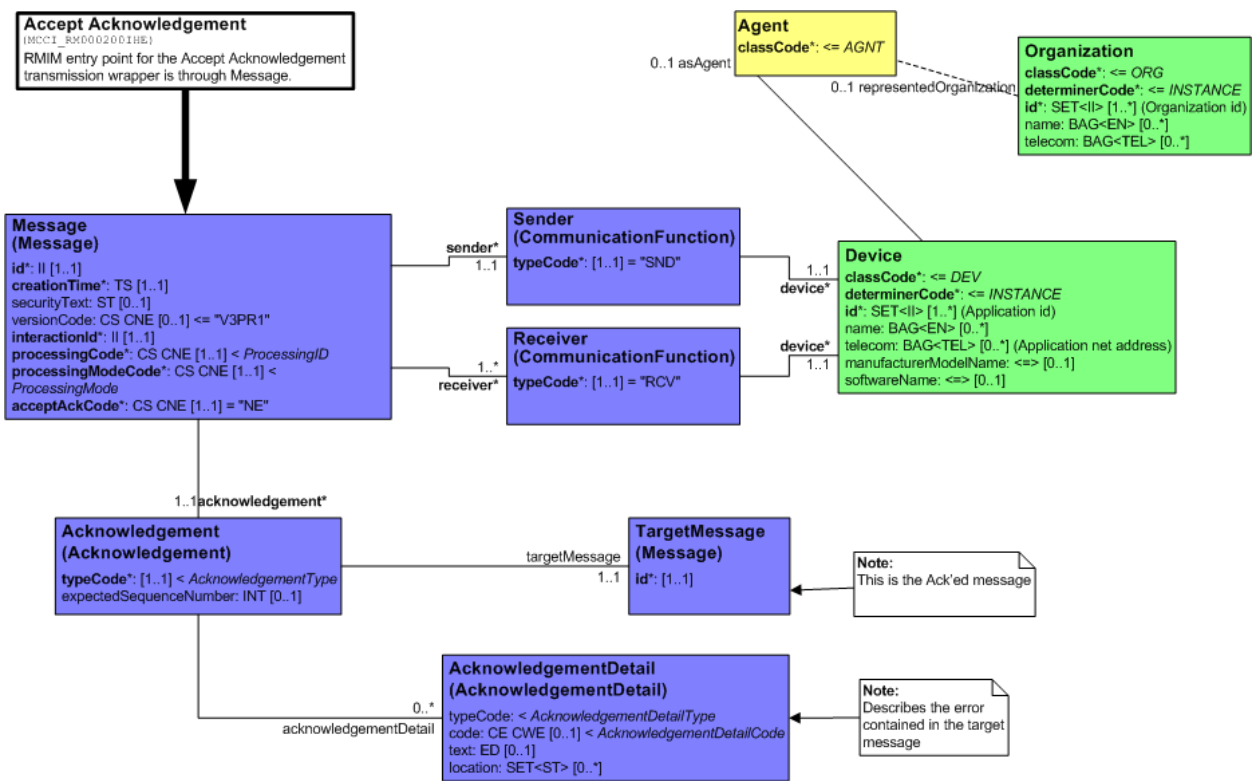 Accept Acknowledgement
(MCCI_RM000200IHE)
RMIM entry point for the Accept Acknowledgement
transmission wrapper is through Message.
Agent
classCode*: <= AGNT
0..1 asAgent
0..1 representedOrganization
Organization
classCode*: <= ORG
determinerCode*: <= INSTANCE
id*: SET<II> [1..*] (Organization id)
name: BAG<EN> [0..*]
telecom: BAG<TEL> [0..*]
Message
(Message)
id*: II [1..1]
creationTime*: TS [1..1]
securityText: ST [0..1]
versionCode: CS CNE [0..1] <= "V3PR1"
interactionId*: II [1..1]
processingCode*: CS CNE [1..1] < ProcessingID
processingModeCode*: CS CNE [1..1] <
ProcessingMode
acceptAckCode*: CS CNE [1..1] = "NE"
sender*
1..1
Sender
(CommunicationFunction)
typeCode*: [1..1] = "SND"
1..1
device*
1..*
receiver*
Receiver
(CommunicationFunction)
typeCode*: [1..1] = "RCV"
device*
1..1
Device
classCode*: <= DEV
determinerCode*: <= INSTANCE
id*: SET<II> [1..*] (Application id)
name: BAG<EN> [0..*]
telecom: BAG<TEL> [0..*] (Application net address)
manufacturerModelName: <=> [0..1]
softwareName: <=> [0..1]
1..1acknowledgement*
Acknowledgement
(Acknowledgement)
typeCode*: [1..1] < AcknowledgementType
expectedSequenceNumber: INT [0..1]
targetMessage
1..1
TargetMessage
(Message)
id*: [1..1]
Note:
This is the Ack'ed message
0..*
acknowledgementDetail
AcknowledgementDetail
(AcknowledgementDetail)
typeCode: < AcknowledgementDetailType
code: CE CWE [0..1] < AcknowledgementDetailCode
text: ED [0..1]
location: SET<ST> [0..*]
Note:
Describes the error
contained in the target
message